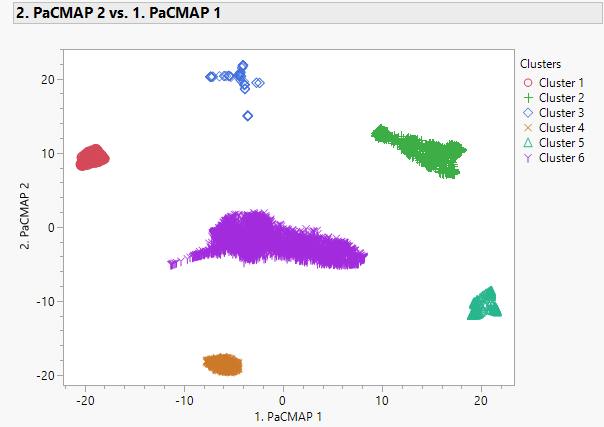 2. PaCMAP 2 vs. 1. PaCMAP 1
Clusters
Cluster 1
Cluster 2
Cluster 3
Cluster 4
Cluster 5
Cluster 6
2. PaCMAP 2
20
10
0
-10
-20
-20
-10
0
10
20
1. PaCMAP 1